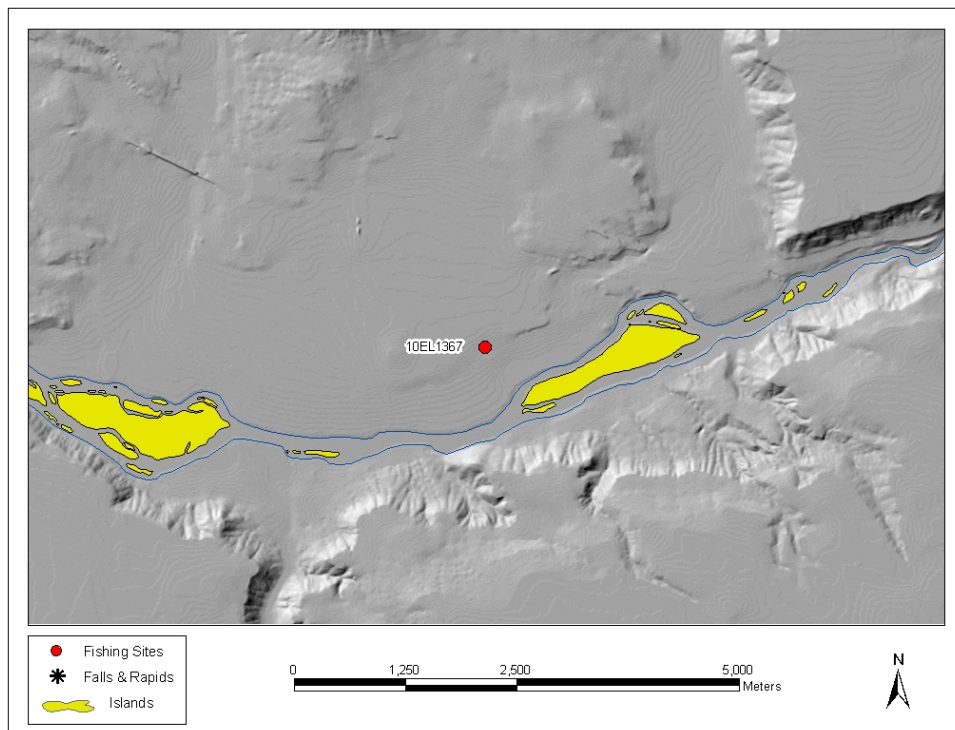 10EL1367
Fishing Sites
Falls & Rapids
Islands
0 1,250 2,500 5,000
Meters
N